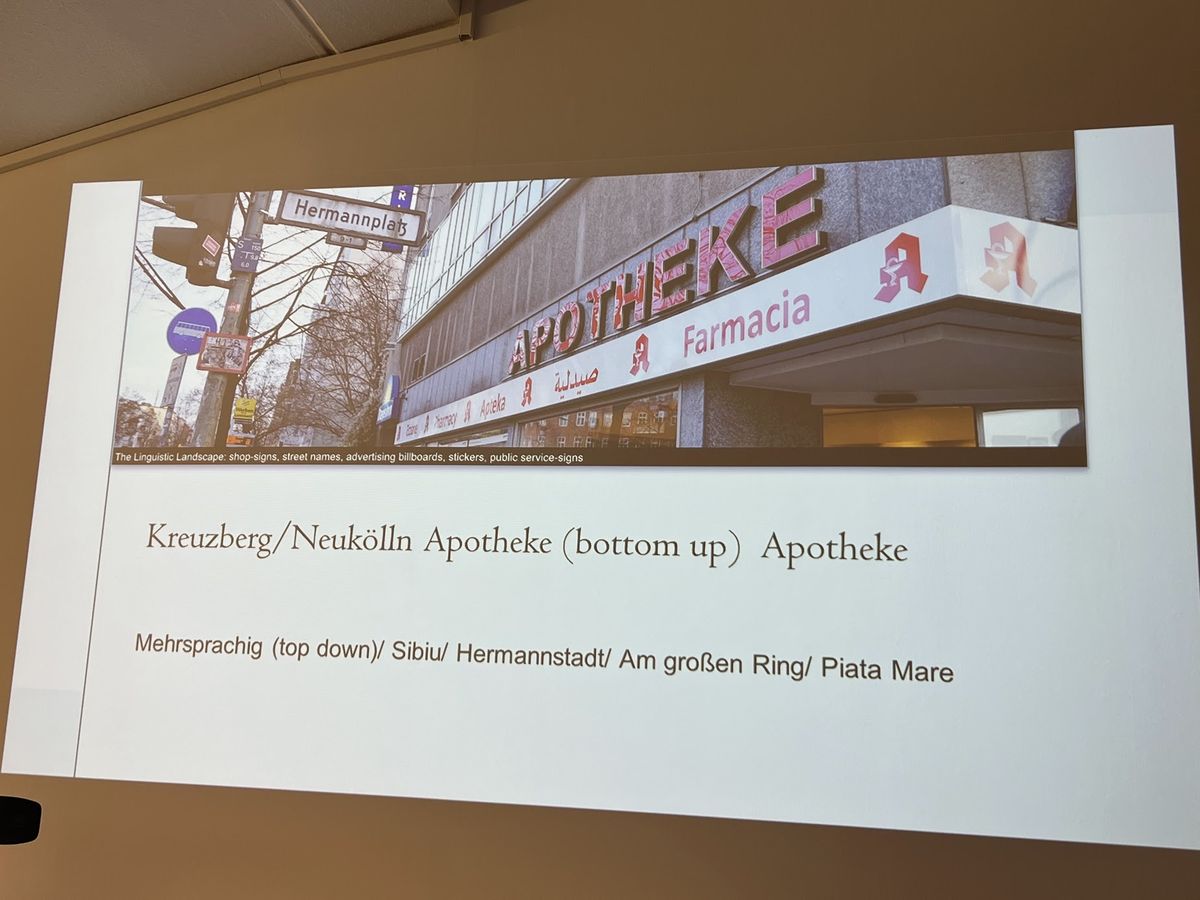 Hermannplatz
APOTHEKE
Eczane
Pharmacy
Apteka
صيدلية
Farmacia
The Linguistic Landscape: shop-signs, street names, advertising billboards, stickers, public service-signs
Kreuzberg/Neukölln Apotheke (bottom up) Apotheke
Mehrsprachig (top down)/ Sibiu/ Hermannstadt/ Am großen Ring/ Piata Mare